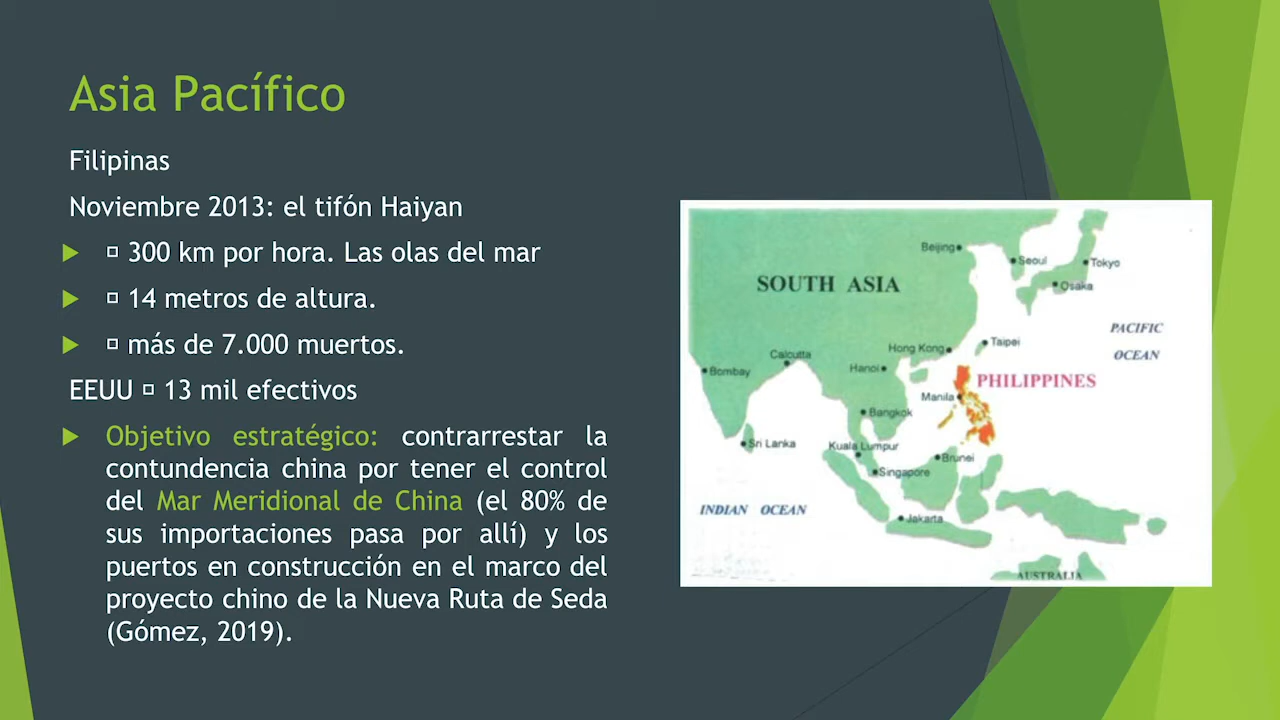 Asia Pacífico
Filipinas
Noviembre 2013: el tifón Haiyan
□ 300 km por hora. Las olas del mar
□ 14 metros de altura.
□ más de 7.000 muertos.
EEUU □ 13 mil efectivos
Objetivo estratégico: contrarrestar la
contundencia china por tener el control
del Mar Meridional de China (el 80% de
sus importaciones pasa por allí) y los
puertos en construcción en el marco del
proyecto chino de la Nueva Ruta de Seda
(Gómez, 2019).
Beijing
Seoul
Tokyo
Osaka
SOUTH ASIA
PACIFIC
OCEAN
Taipei
Hong Kong
Calcutta
Hanoi
Bombay
PHILIPPINES
Manila
Bangkok
Sri Lanka
Kuala Lumpur
Brunei
Singapore
INDIAN OCEAN
Jakarta
AUSTRALIA